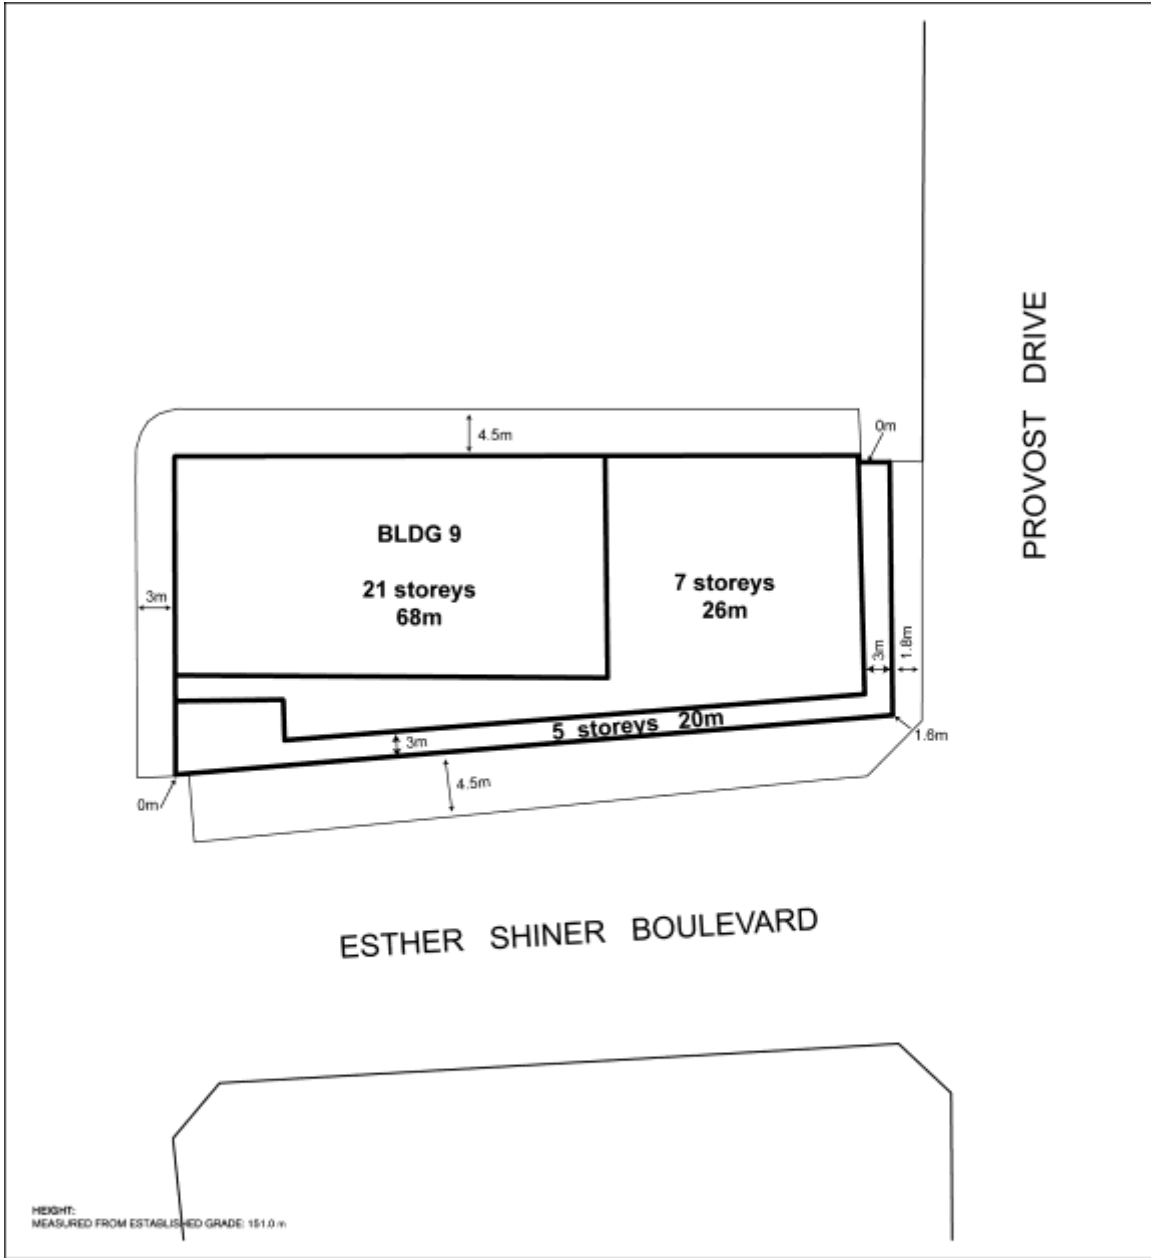 PROVOST DRIVE
4.5m
0m
BLDG 9
21 storeys
68m
7 storeys
26m
3m
3m
1.8m
5 storeys 20m
3m
1.6m
4.5m
0m
ESTHER SHINER BOULEVARD
HEIGHT:
MEASURED FROM ESTABLISHED GRADE: 151.0 m